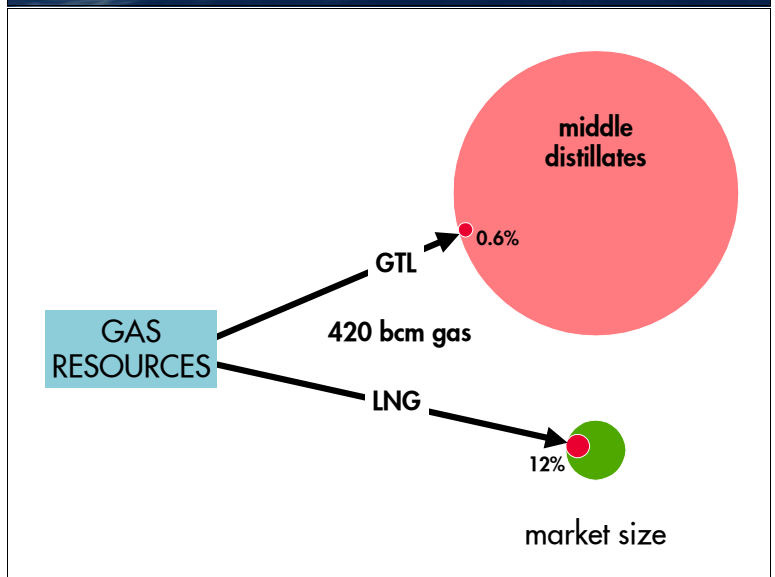 middle
distillates
0.6%
GTL
420 bcm gas
GAS
RESOURCES
LNG
12%
market size